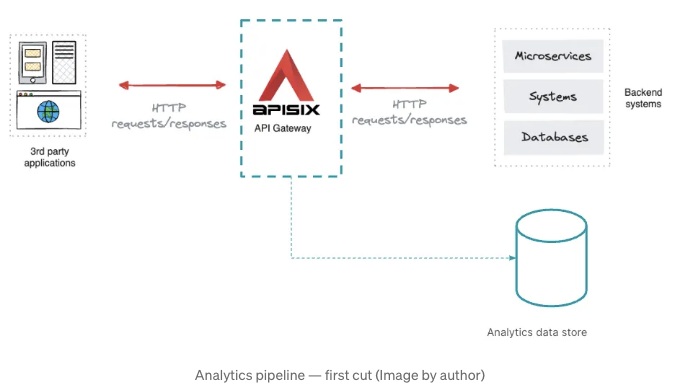 3rd party
applications
HTTP
requests/responses
APISIX
API Gateway
HTTP
requests/responses
Microservices
Systems
Databases
Backend
systems
Analytics data store
Analytics pipeline — first cut (Image by author)